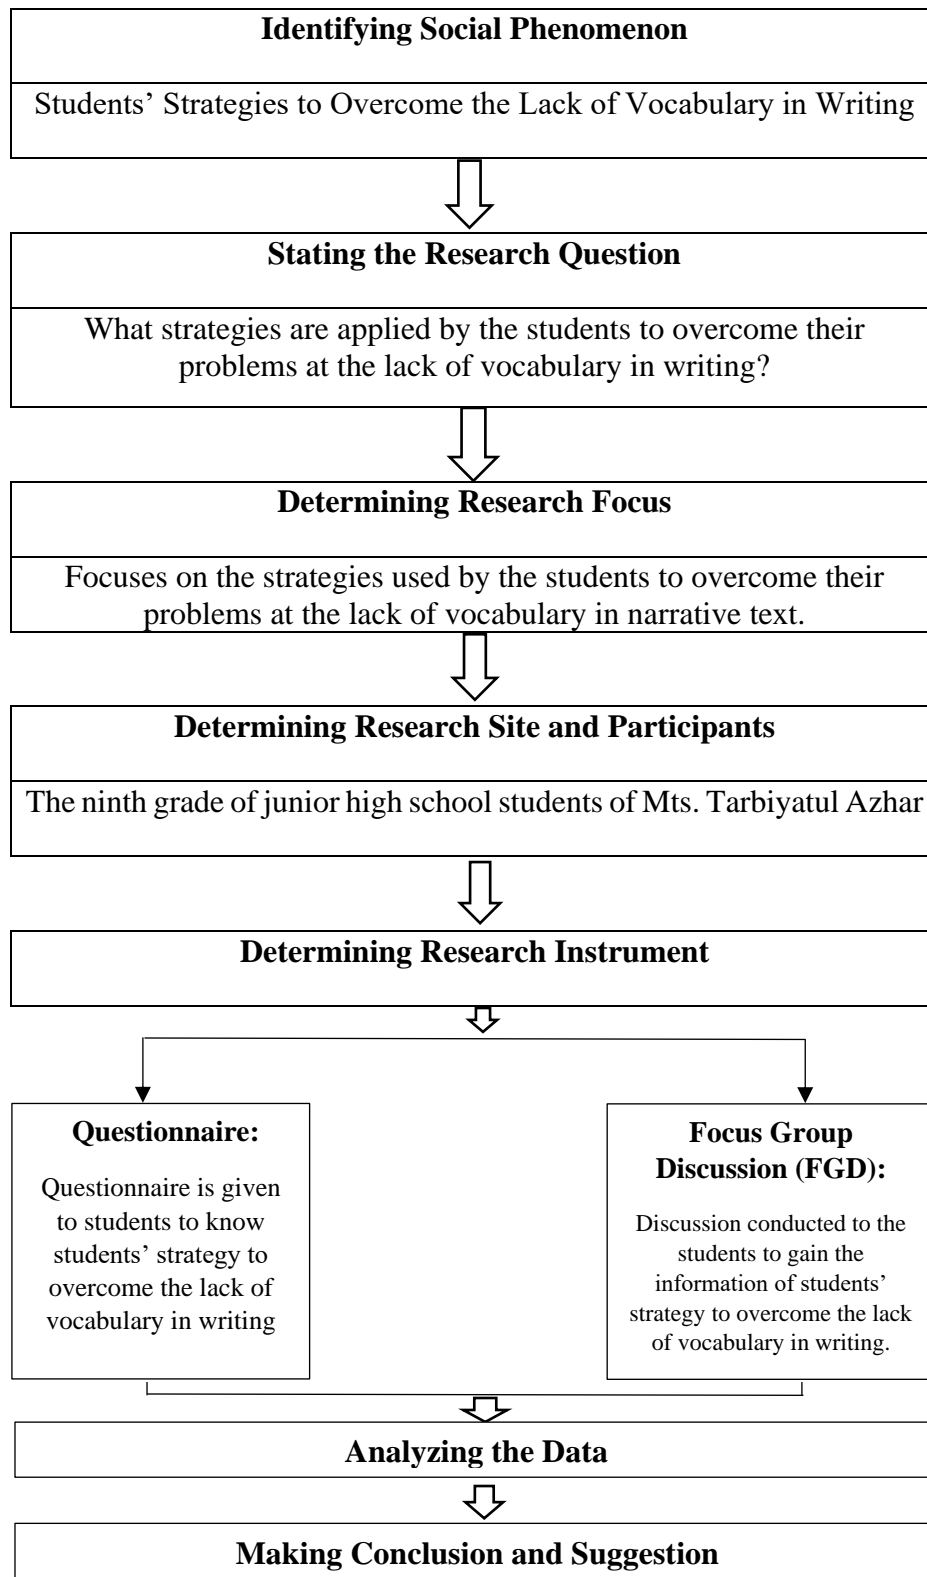 Identifying Social Phenomenon
Students’ Strategies to Overcome the Lack of Vocabulary in Writing
Stating the Research Question
What strategies are applied by the students to overcome their
problems at the lack of vocabulary in writing?
Determining Research Focus
Focuses on the strategies used by the students to overcome their
problems at the lack of vocabulary in narrative text.
Determining Research Site and Participants
The ninth grade of junior high school students of Mts. Tarbiyatul Azhar
Determining Research Instrument
Questionnaire:
Questionnaire is given
to students to know
students’ strategy to
overcome the lack of
vocabulary in writing
Focus Group
Discussion (FGD):
Discussion conducted to the
students to gain the
information of students’
strategy to overcome the lack
of vocabulary in writing.
Analyzing the Data
Making Conclusion and Suggestion